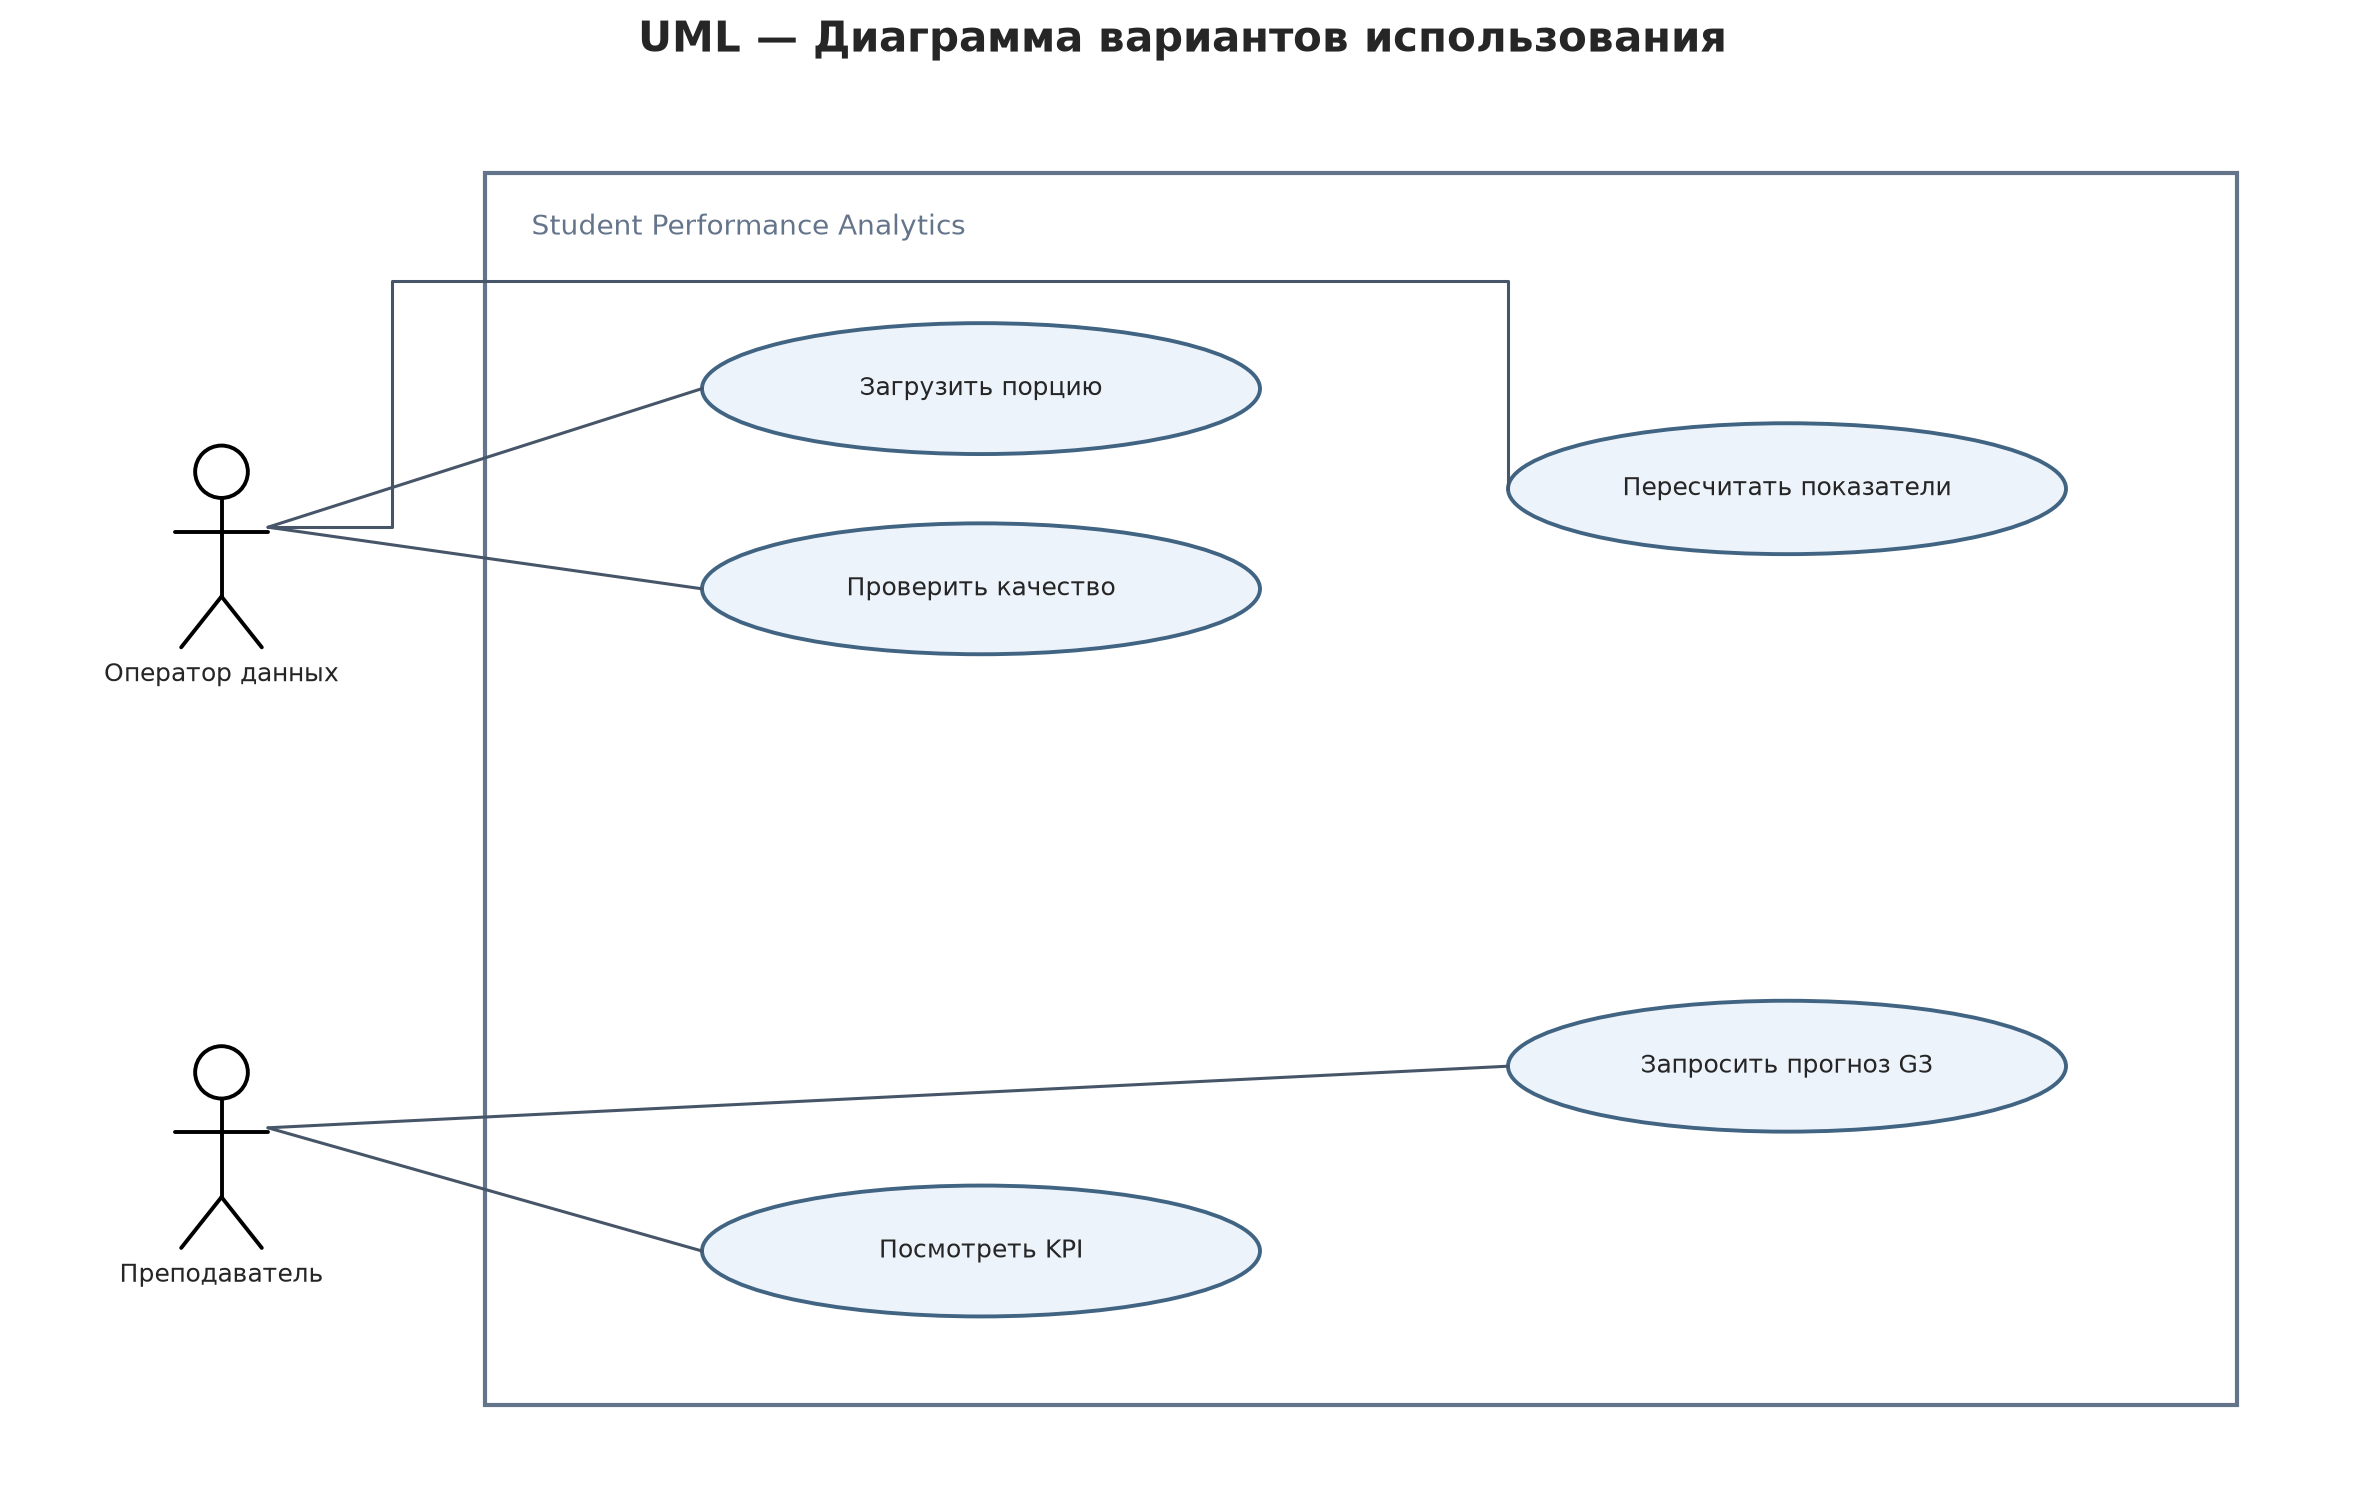 UML — Диаграмма вариантов использования
Student Performance Analytics
Загрузить порцию
Пересчитать показатели
Проверить качество
Оператор данных
Запросить прогноз G3
Посмотреть KPI
Преподаватель